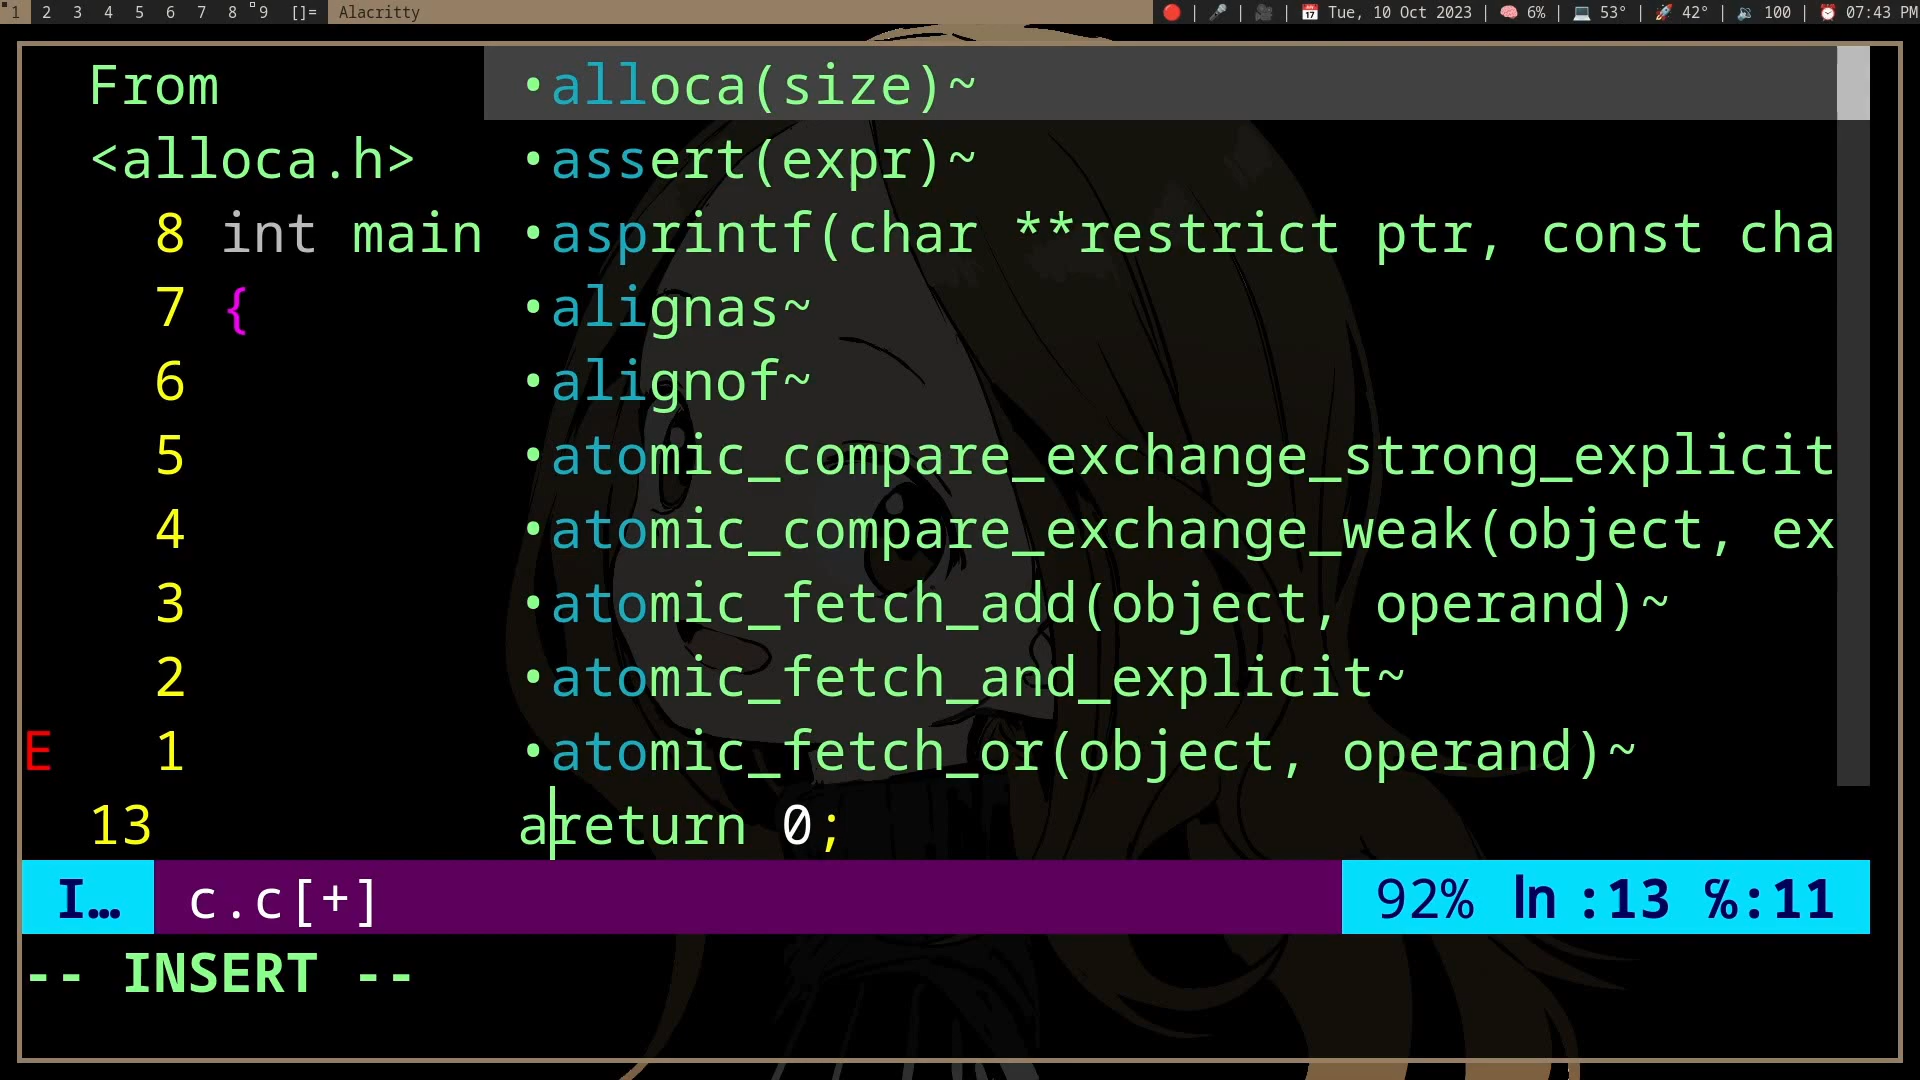 1 2 3 4 5 6 7 8 9 []= Alacritty | | | Tue, 10 Oct 2023 | 6% | 53° | 42° | 100 | 07:43 PM
From •alloca(size)~
<alloca.h> •assert(expr)~
8 int main •asprintf(char **restrict ptr, const cha
7 { •alignas~
6 •alignof~
5 •atomic_compare_exchange_strong_explicit
4 •atomic_compare_exchange_weak(object, ex
3 •atomic_fetch_add(object, operand)~
2 •atomic_fetch_and_explicit~
E 1 •atomic_fetch_or(object, operand)~
13 areturn 0;
I… c.c[+] 92% ㏑:13 ℅:11
-- INSERT --